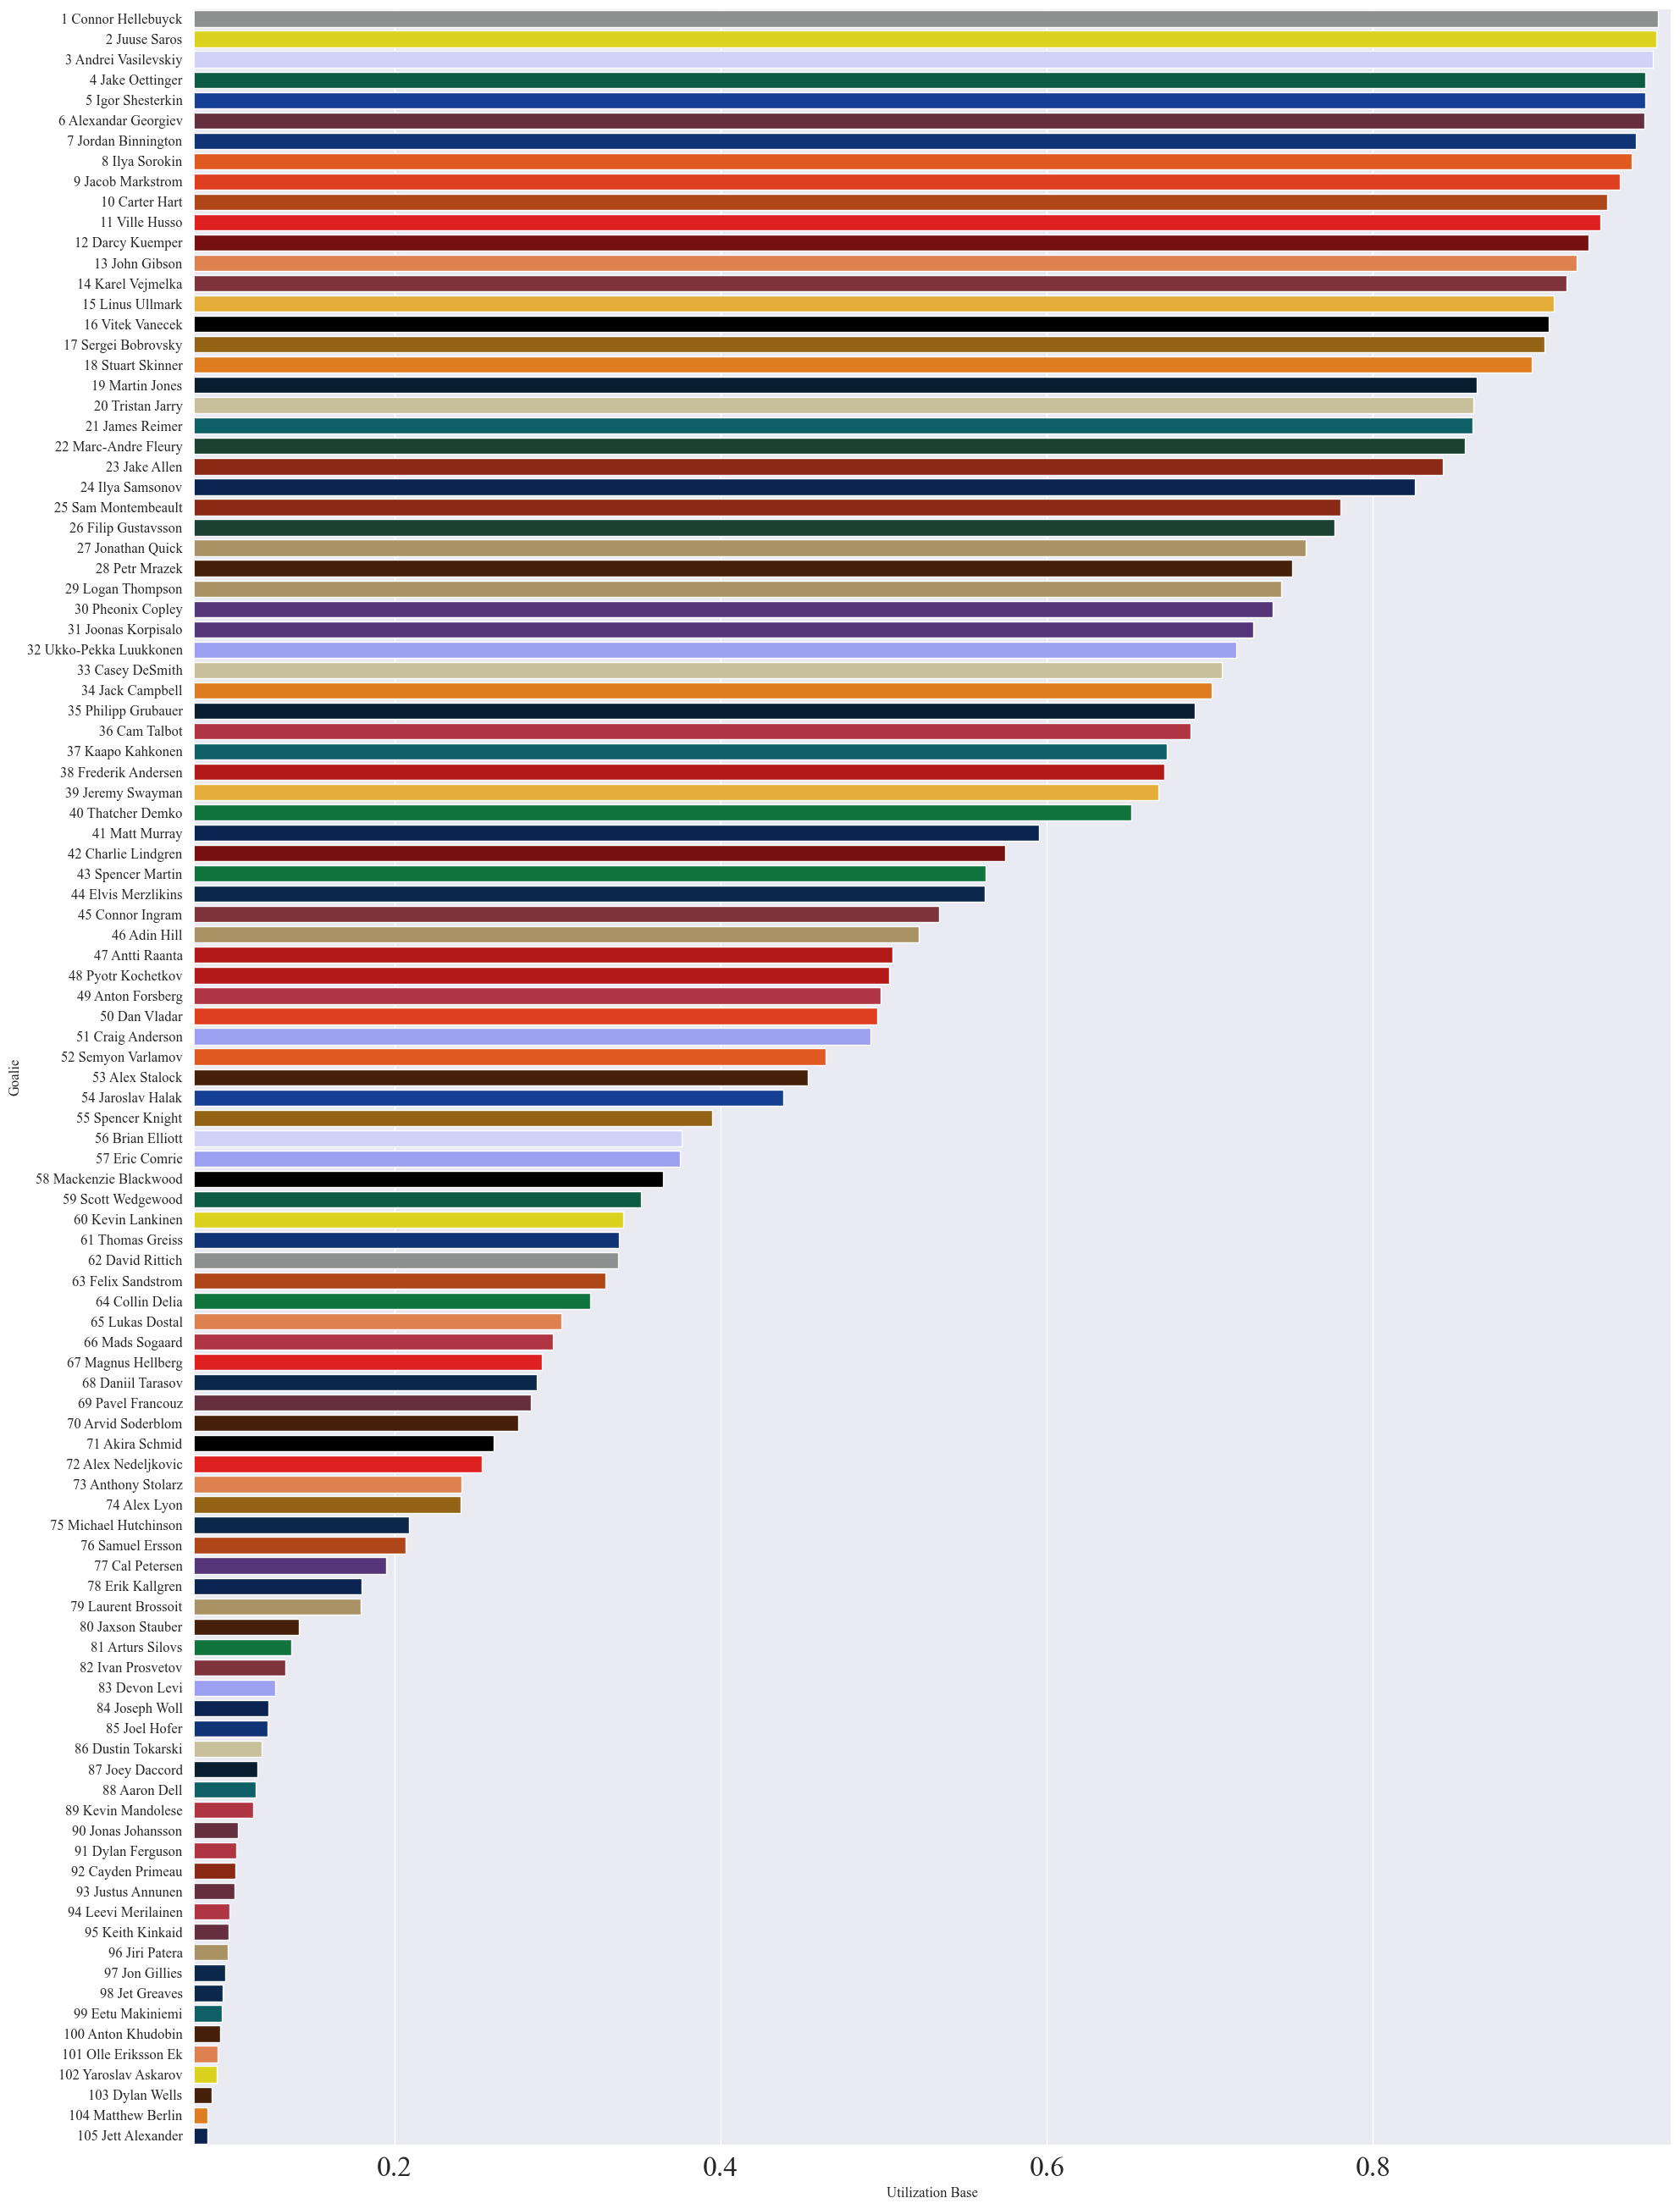 1 Connor Hellebuyck
2 Juuse Saros
3 Andrei Vasilevskiy
4 Jake Oettinger
5 Igor Shesterkin
6 Alexandar Georgiev
7 Jordan Binnington
8 Ilya Sorokin
9 Jacob Markstrom
10 Carter Hart
11 Ville Husso
12 Darcy Kuemper
13 John Gibson
14 Karel Vejmelka
15 Linus Ullmark
16 Vitek Vanecek
17 Sergei Bobrovsky
18 Stuart Skinner
19 Martin Jones
20 Tristan Jarry
21 James Reimer
22 Marc-Andre Fleury
23 Jake Allen
24 Ilya Samsonov
25 Sam Montembeault
26 Filip Gustavsson
27 Jonathan Quick
28 Petr Mrazek
29 Logan Thompson
30 Pheonix Copley
31 Joonas Korpisalo
32 Ukko-Pekka Luukkonen
33 Casey DeSmith
34 Jack Campbell
35 Philipp Grubauer
36 Cam Talbot
37 Kaapo Kahkonen
38 Frederik Andersen
39 Jeremy Swayman
40 Thatcher Demko
41 Matt Murray
42 Charlie Lindgren
43 Spencer Martin
44 Elvis Merzlikins
45 Connor Ingram
46 Adin Hill
47 Antti Raanta
48 Pyotr Kochetkov
49 Anton Forsberg
50 Dan Vladar
51 Craig Anderson
52 Semyon Varlamov
53 Alex Stalock
54 Jaroslav Halak
55 Spencer Knight
56 Brian Elliott
57 Eric Comrie
58 Mackenzie Blackwood
59 Scott Wedgewood
60 Kevin Lankinen
61 Thomas Greiss
62 David Rittich
63 Felix Sandstrom
64 Collin Delia
65 Lukas Dostal
66 Mads Sogaard
67 Magnus Hellberg
68 Daniil Tarasov
69 Pavel Francouz
70 Arvid Soderblom
71 Akira Schmid
72 Alex Nedeljkovic
73 Anthony Stolarz
74 Alex Lyon
75 Michael Hutchinson
76 Samuel Ersson
77 Cal Petersen
78 Erik Kallgren
79 Laurent Brossoit
80 Jaxson Stauber
81 Arturs Silovs
82 Ivan Prosvetov
83 Devon Levi
84 Joseph Woll
85 Joel Hofer
86 Dustin Tokarski
87 Joey Daccord
88 Aaron Dell
89 Kevin Mandolese
90 Jonas Johansson
91 Dylan Ferguson
92 Cayden Primeau
93 Justus Annunen
94 Leevi Merilainen
95 Keith Kinkaid
96 Jiri Patera
97 Jon Gillies
98 Jet Greaves
99 Eetu Makiniemi
100 Anton Khudobin
101 Olle Eriksson Ek
102 Yaroslav Askarov
103 Dylan Wells
104 Matthew Berlin
105 Jett Alexander
Goalie
0.2 0.4 0.6 0.8
Utilization Base